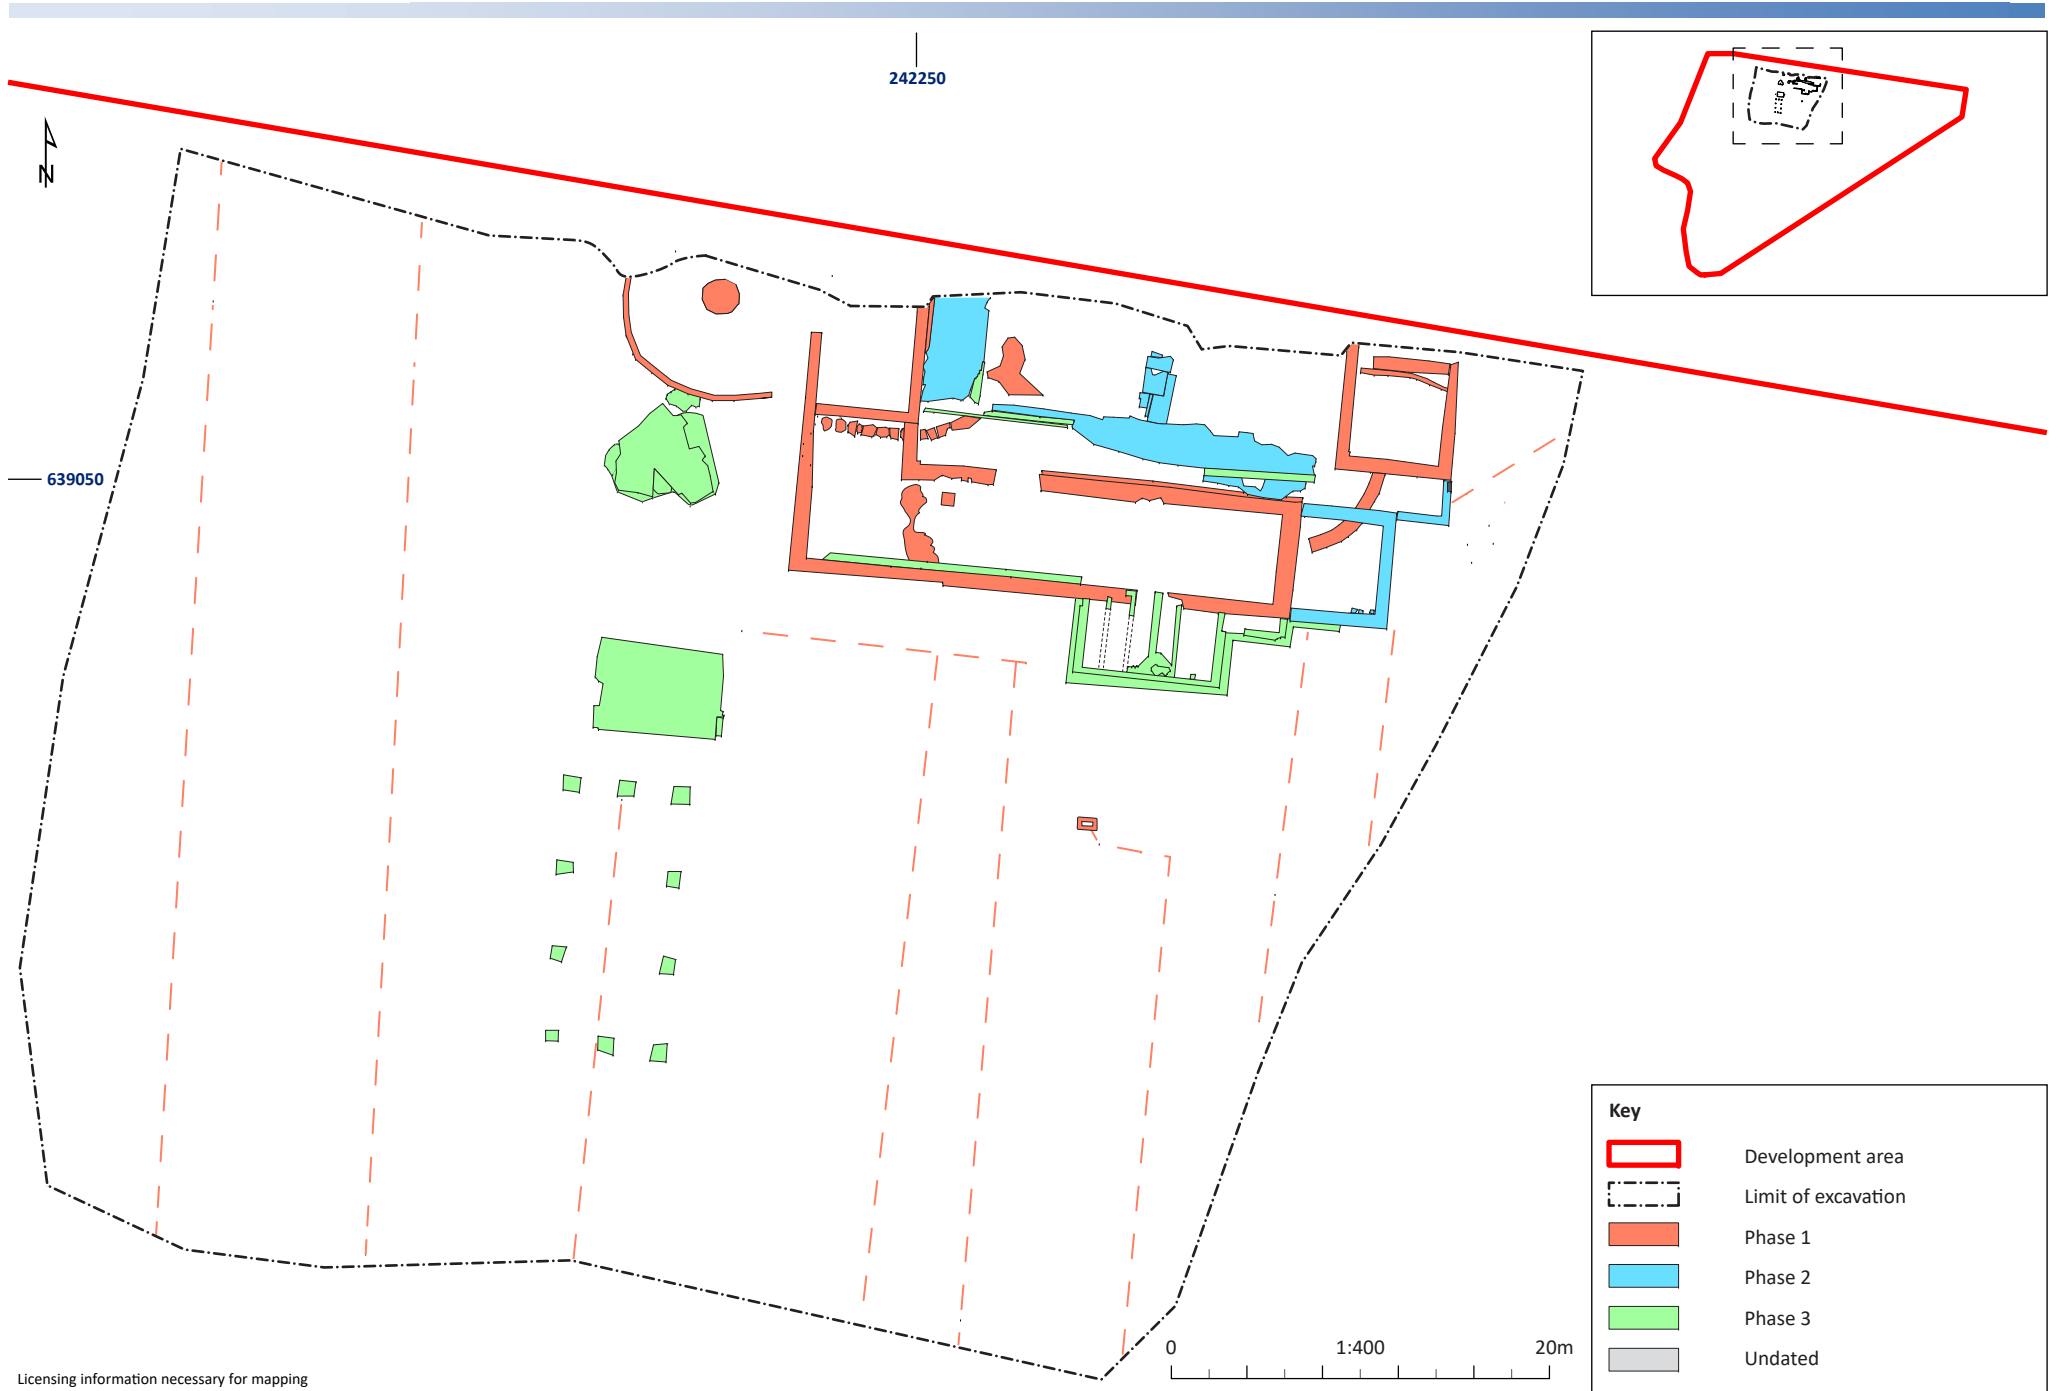 242250
N
639050
Key
Development area
Limit of excavation
Phase 1
Phase 2
Phase 3
Undated
0 1:400 20m
Licensing information necessary for mapping